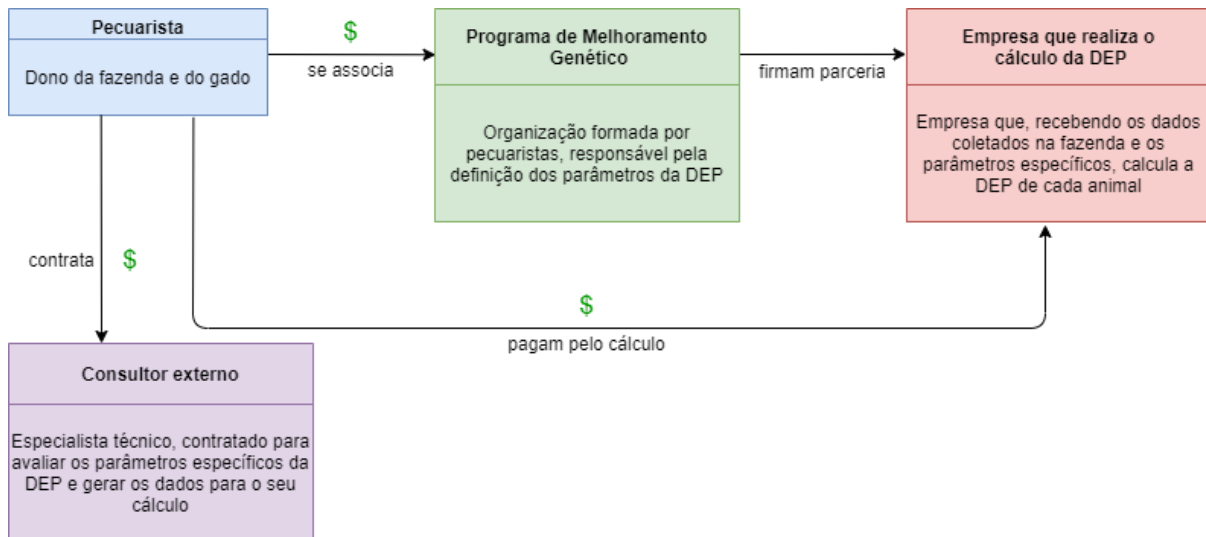 Pecuarista
Dono da fazenda e do gado
$
se associa
Programa de Melhoramento
Genético
Organização formada por
pecuaristas, responsável pela
definição dos parâmetros da DEP
firmam parceria
Empresa que realiza o
cálculo da DEP
Empresa que, recebendo os dados
coletados na fazenda e os
parâmetros específicos, calcula a
DEP de cada animal
contrata
$
$
pagam pelo cálculo
Consultor externo
Especialista técnico, contratado para
avaliar os parâmetros específicos da
DEP e gerar os dados para o seu
cálculo